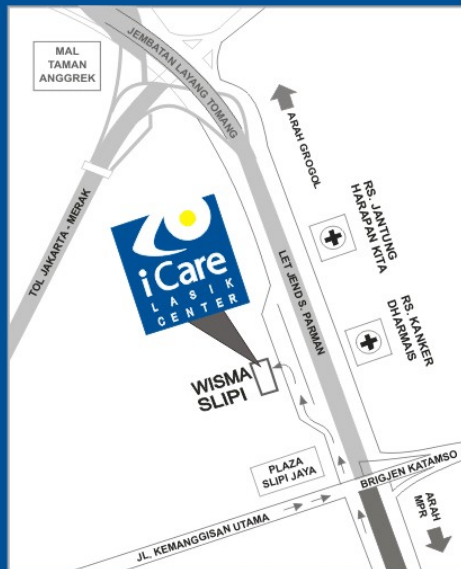 MAL
TAMAN
ANGGREK
JEMBATAN LAYANG TOMANG
ARAH GROGOL
TOL JAKARTA - MERAK
RS. JANTUNG
HARAPAN KITA
iCare
LASIK
CENTER
LET JEND S. PARMAN
RS. KANKER
DHARMAIS
WISMA
SLIPI
PLAZA
SLIPI JAYA
BRIGJEN KATAMSO
JL. KEMANGGISAN UTAMA
ARAH
MPR